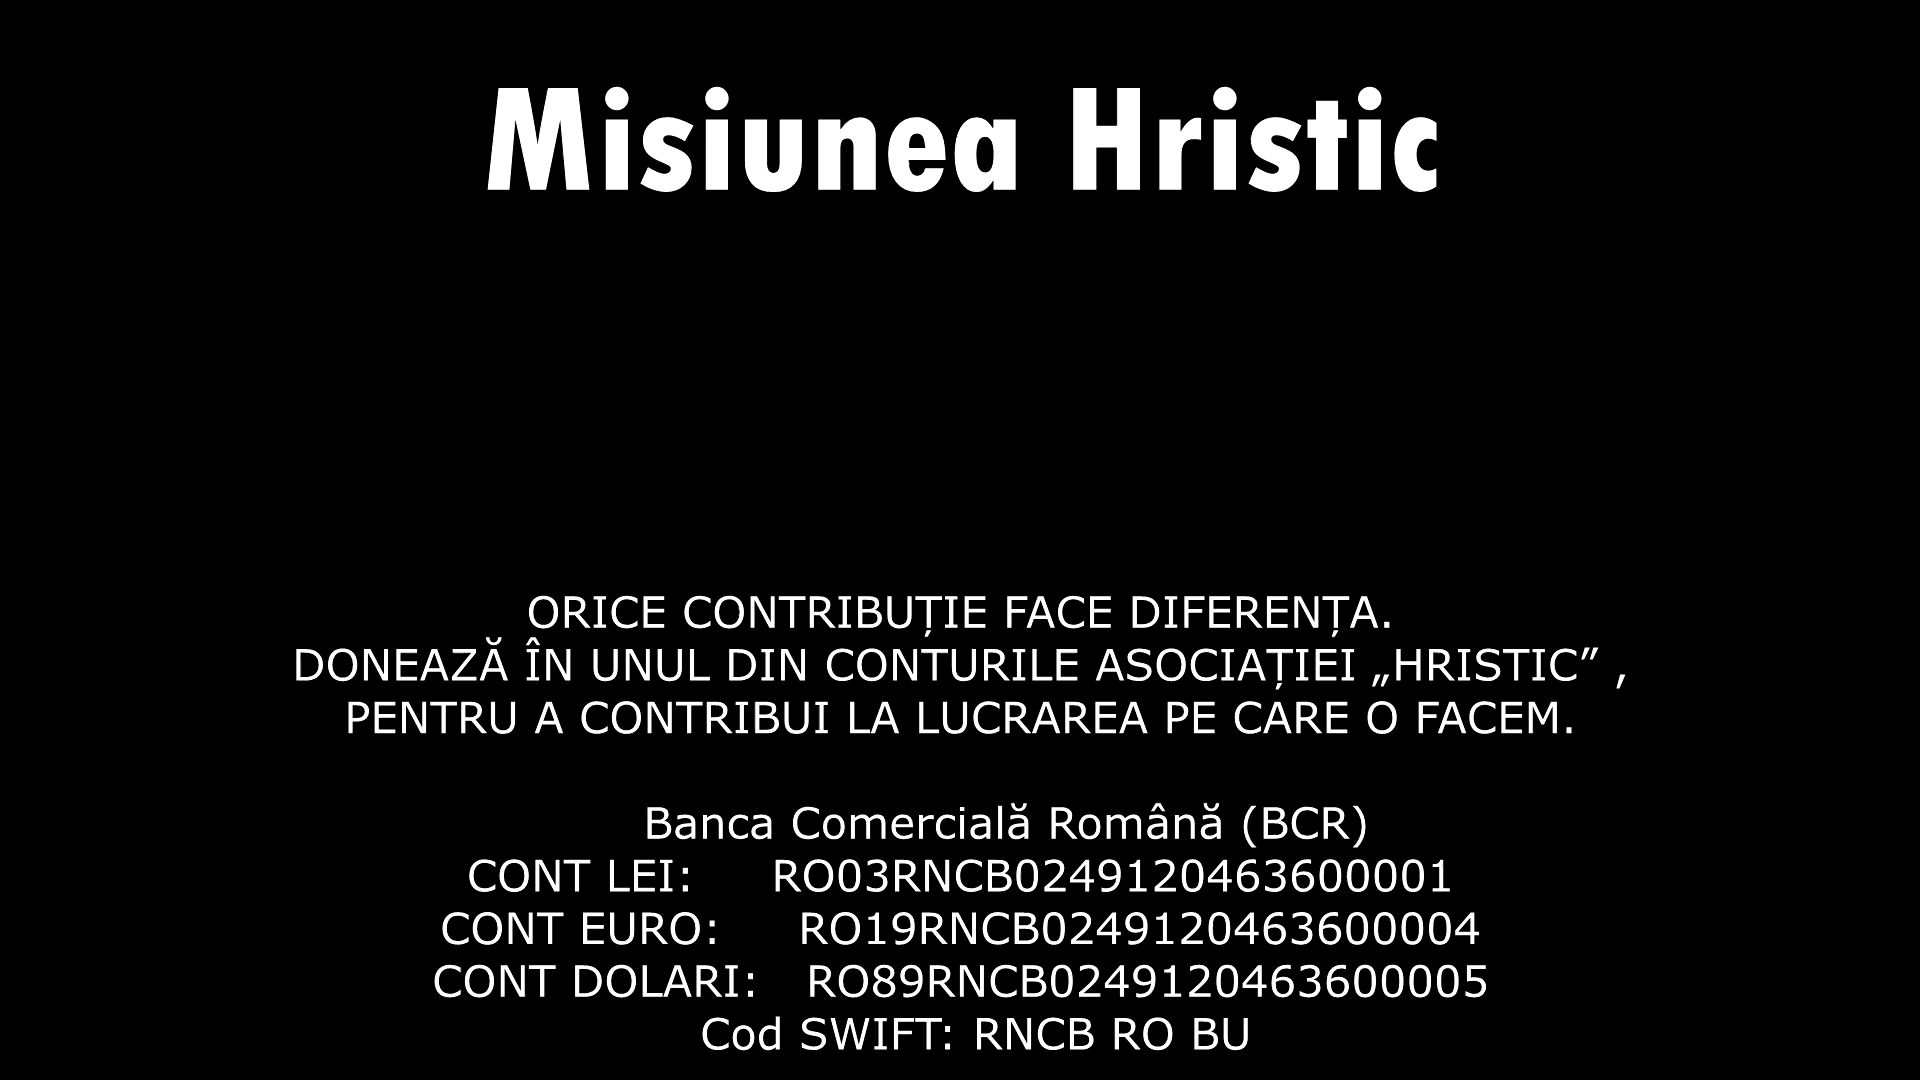 Misiunea Hristic
ORICE CONTRIBUȚIE FACE DIFERENȚA.
DONEAZĂ ÎN UNUL DIN CONTURILE ASOCIAȚIEI „HRISTIC” ,
PENTRU A CONTRIBUI LA LUCRAREA PE CARE O FACEM.
Banca Comercială Română (BCR)
CONT LEI: RO03RNCB0249120463600001
CONT EURO: RO19RNCB0249120463600004
CONT DOLARI: RO89RNCB0249120463600005
Cod SWIFT: RNCB RO BU